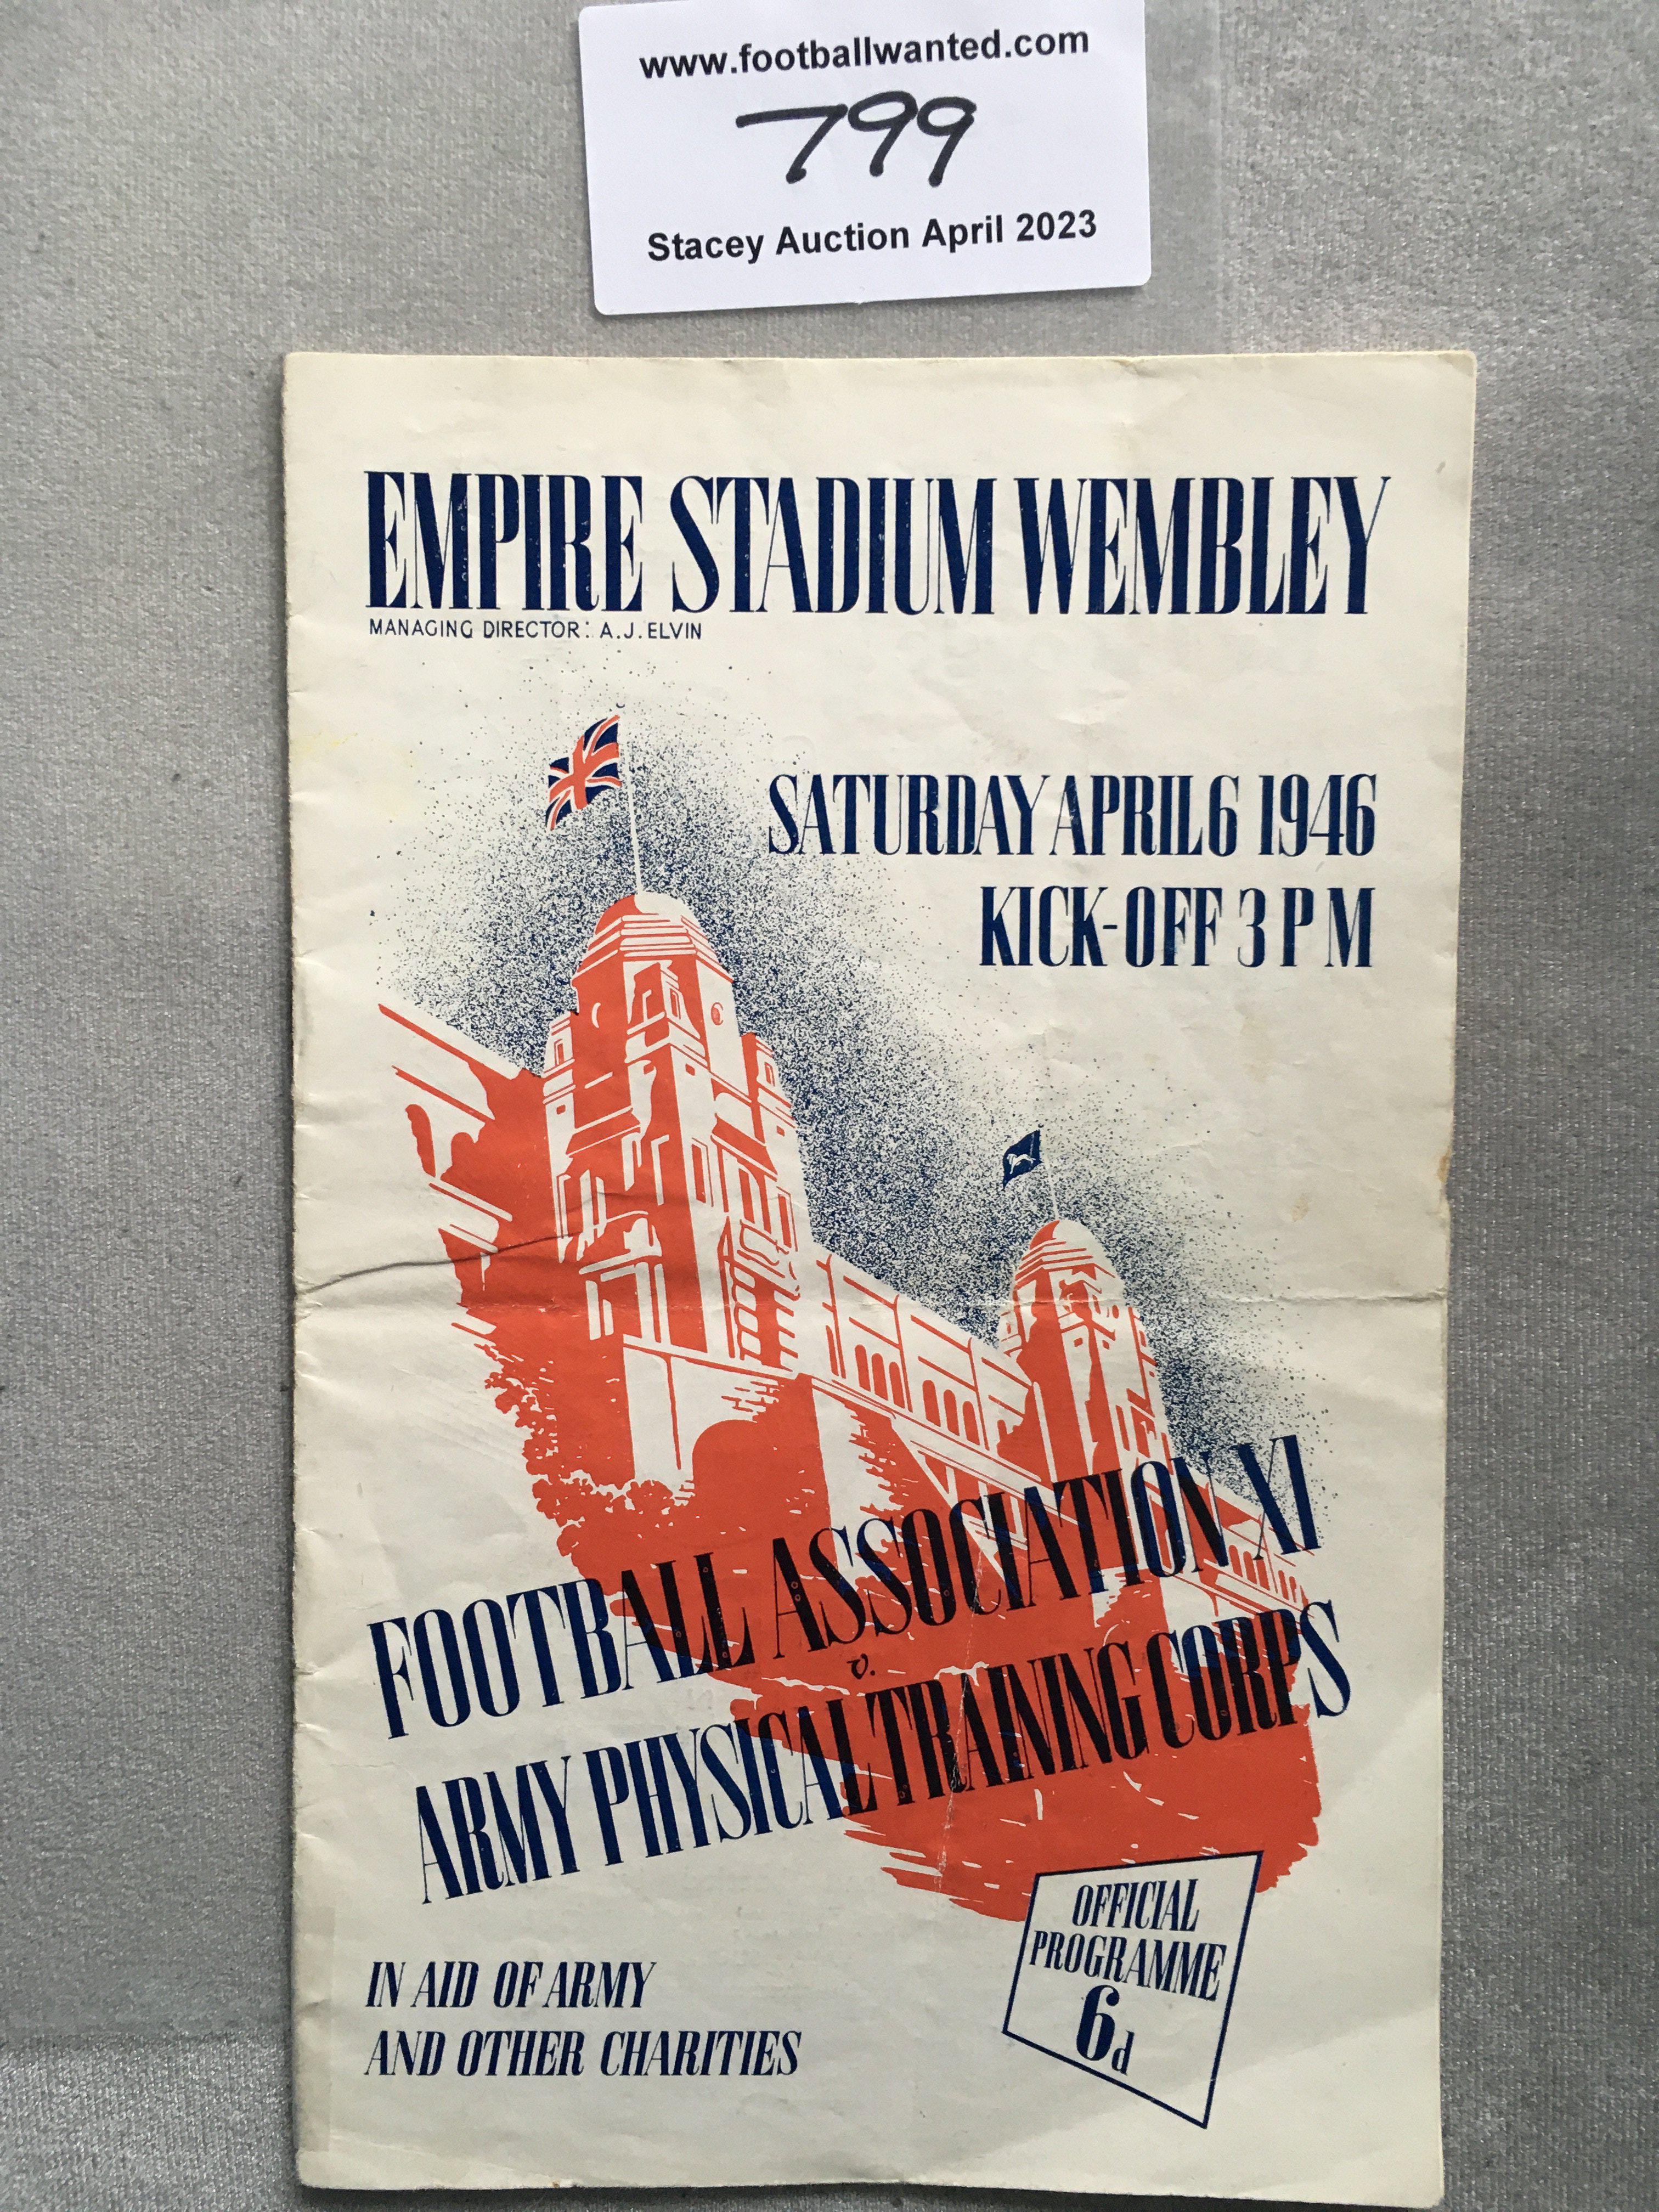 www.footballwanted.com
799
Stacey Auction April 2023
EMPIRE STADIUM WEMBLEY
MANAGING DIRECTOR: A.J. ELVIN
SATURDAY APRIL 6 1946
KICK-OFF 3 P M
FOOTBALL ASSOCIATION XI
v.
ARMY PHYSICAL TRAINING CORPS
OFFICIAL
PROGRAMME
6d
IN AID OF ARMY
AND OTHER CHARITIES